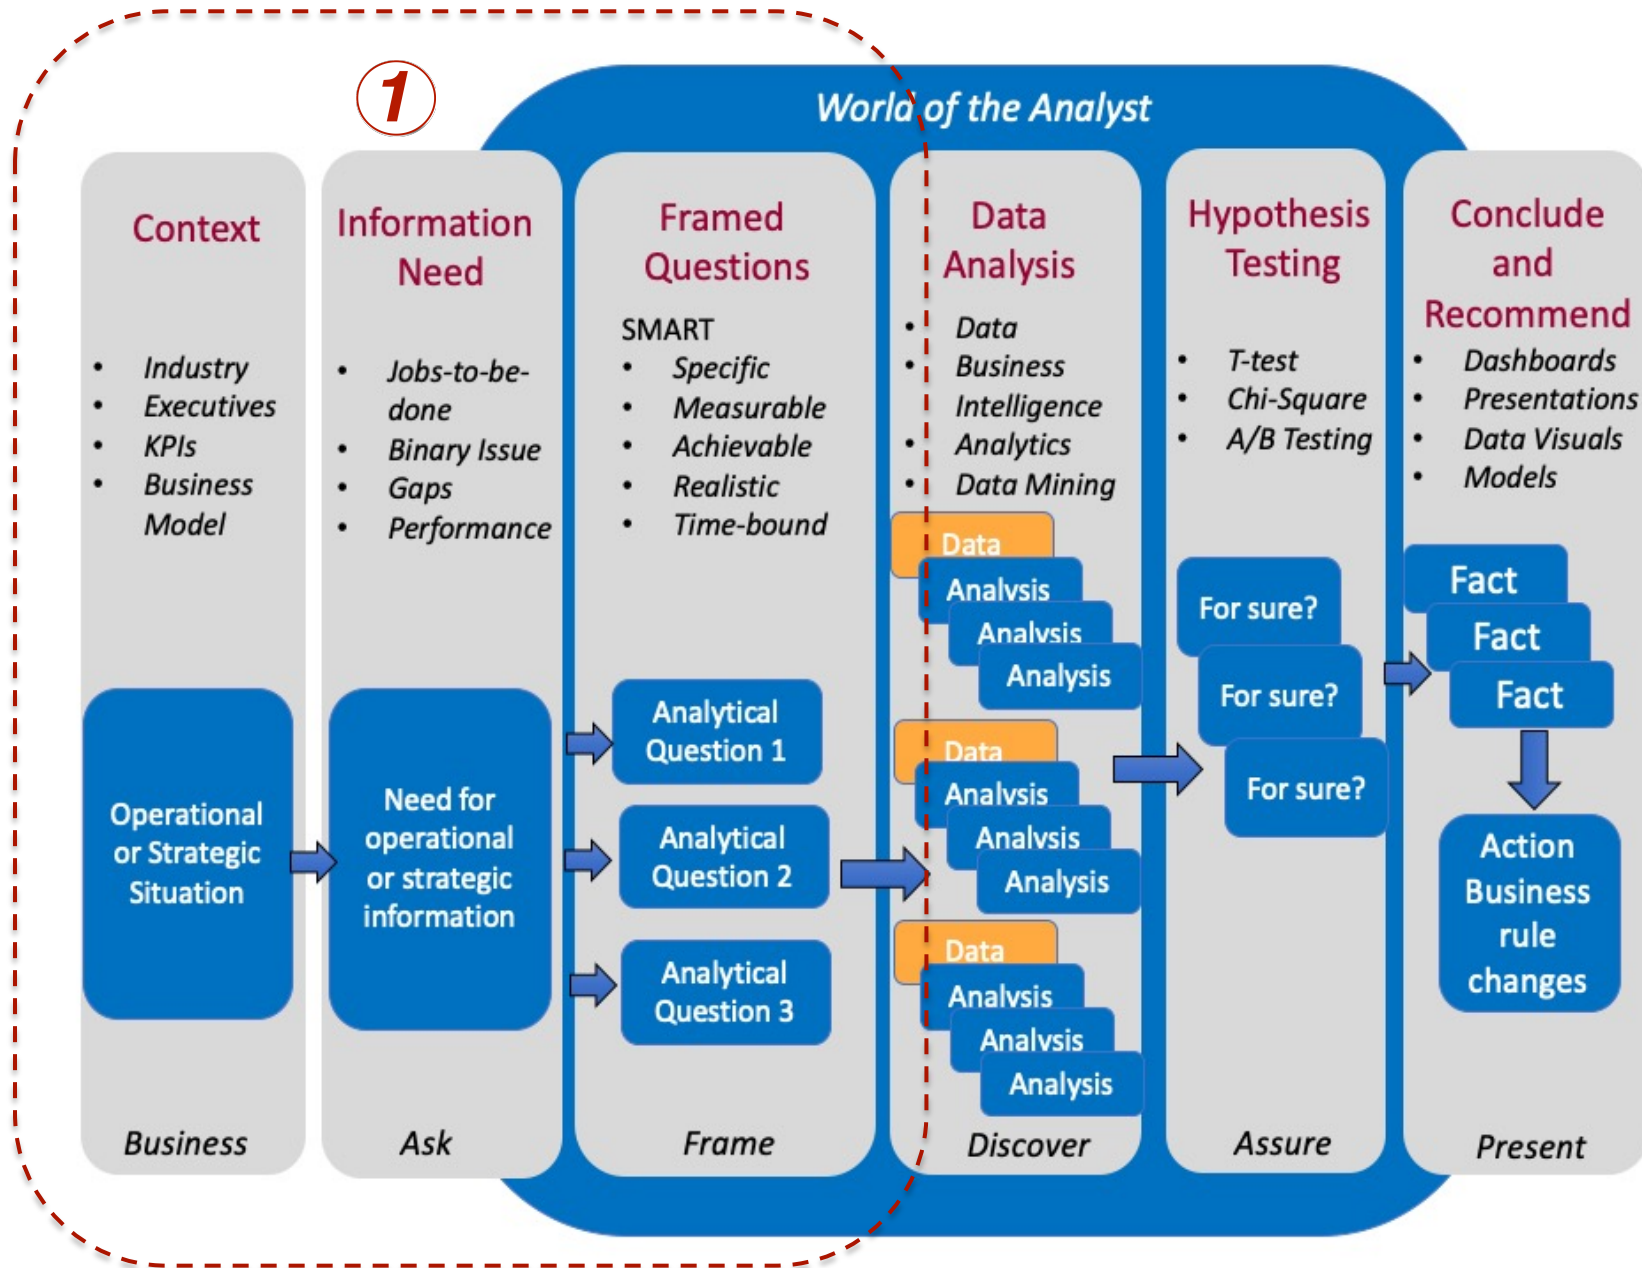 1
World of the Analyst
Context
• Industry
• Executives
• KPIs
• Business
Model
Operational
or Strategic
Situation
Business
Information
Need
• Jobs-to-be-
done
• Binary Issue
• Gaps
• Performance
Need for
operational
or strategic
information
Ask
Framed
Questions
SMART
• Specific
• Measurable
• Achievable
• Realistic
• Time-bound
Analytical
Question 1
Analytical
Question 2
Analytical
Question 3
Frame
Data
Analysis
• Data
• Business
Intelligence
• Analytics
• Data Mining
Data
Analysis
Analysis
Analysis
Data
Analysis
Analysis
Analysis
Data
Analysis
Analysis
Analysis
Discover
Hypothesis
Testing
• T-test
• Chi-Square
• A/B Testing
For sure?
For sure?
For sure?
Assure
Conclude
and
Recommend
• Dashboards
• Presentations
• Data Visuals
• Models
Fact
Fact
Fact
Action
Business
rule
changes
Present